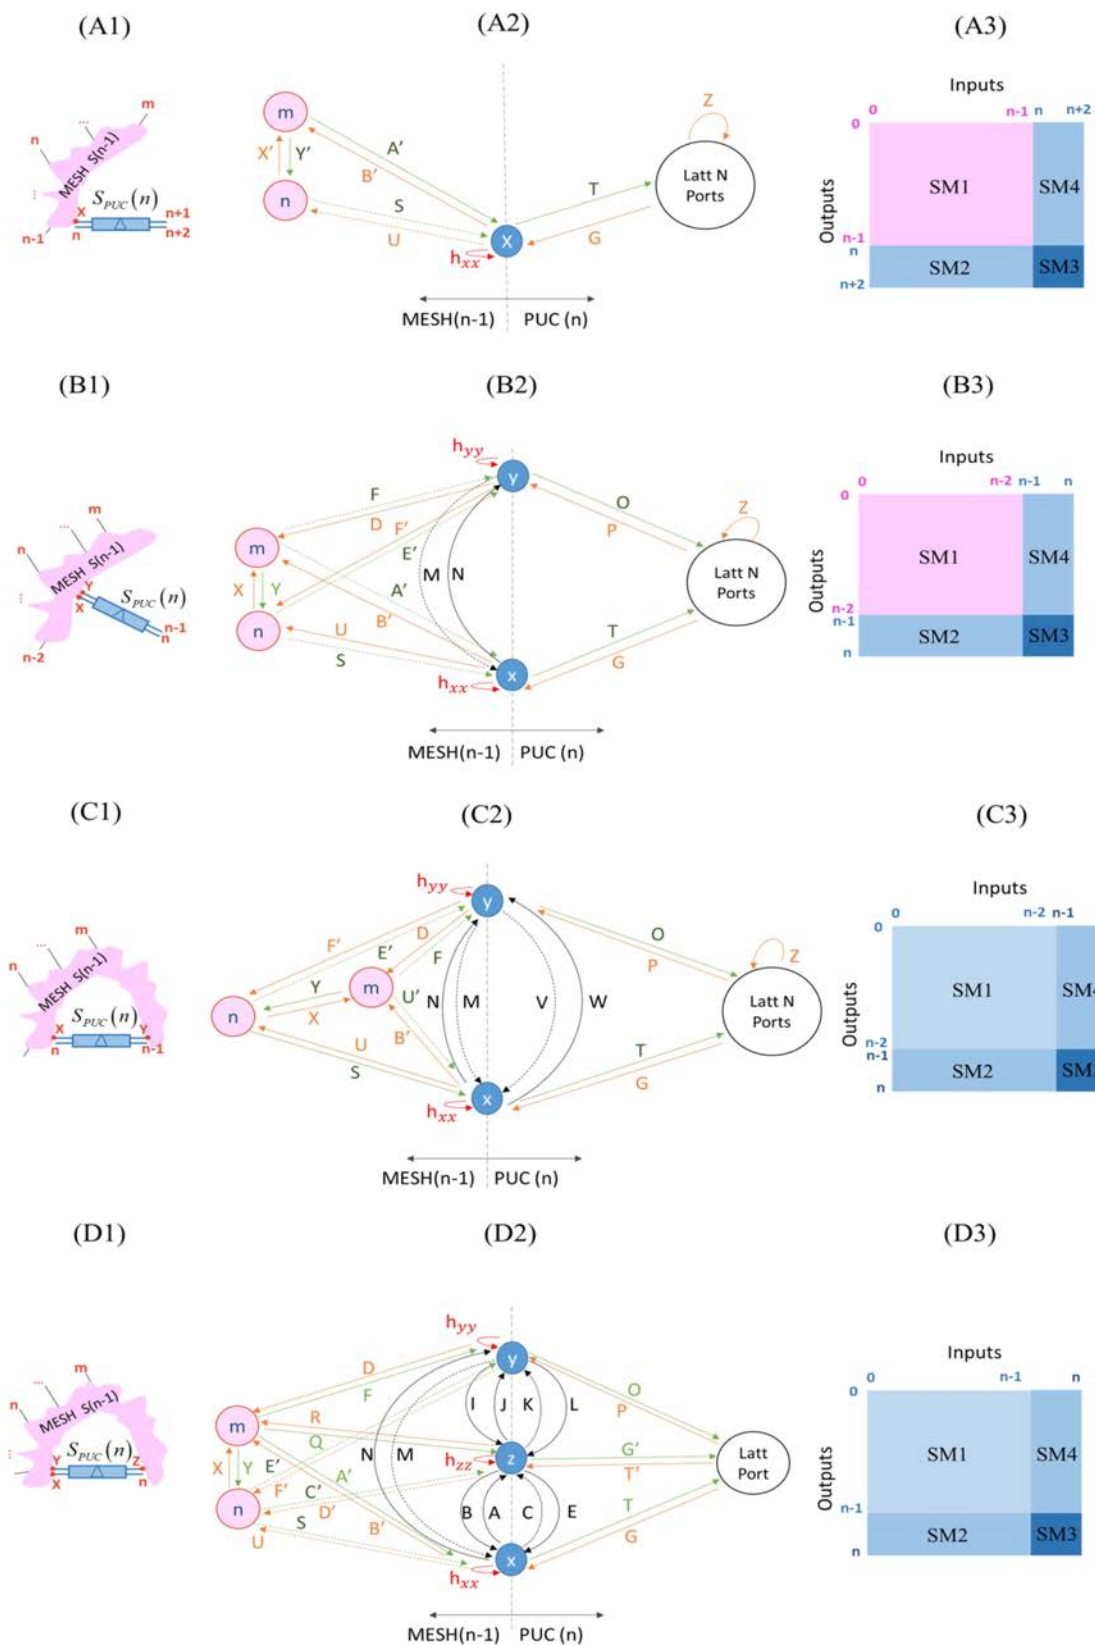 (A1)
(A2)
(A3)
m
...
n
MESH S(n-1)
S_PUC(n)
X
n
n+1
n+2
n-1
m
X'
Y'
n
A'
B'
S
U
X
h_xx
T
G
Z
Latt N
Ports
MESH(n-1)
PUC (n)
Inputs
0
n-1
n
n+2
0
SM1
SM4
Outputs
n-1
n
SM2
SM3
n+2
(B1)
(B2)
(B3)
m
...
n
MESH S(n-1)
Y
X
S_PUC(n)
n-1
n
n-2
h_yy
y
F
D
F'
E'
m
X
Y
n
A'
B'
M
N
U
S
x
h_xx
O
P
Z
Latt N
Ports
T
G
MESH(n-1)
PUC (n)
Inputs
0
n-2
n-1
n
0
SM1
SM4
Outputs
n-2
n-1
SM2
SM3
n
(C1)
(C2)
(C3)
m
...
n
MESH S(n-1)
S_PUC(n)
X
Y
n
n-1
h_yy
y
F'
D
E'
F
Y
m
X
n
U'
B'
N
M
V
W
U
S
x
h_xx
O
P
Z
Latt N
Ports
T
G
MESH(n-1)
PUC (n)
Inputs
0
n-2
n-1
0
SM1
SM4
Outputs
n-2
n-1
SM2
n
(D1)
(D2)
(D3)
m
...
n
MESH S(n-1)
S_PUC(n)
Y
Z
X
n
h_yy
y
D
F
I
J
K
L
O
P
m
R
Q
N
M
h_zz
z
G'
T'
Latt
Port
X
Y
E'
A'
F'
C'
n
D'
S
B'
U
B
A
C
E
T
G
x
h_xx
MESH(n-1)
PUC (n)
Inputs
0
n-1
n
0
SM1
SM4
Outputs
n-1
SM2
SM3
n